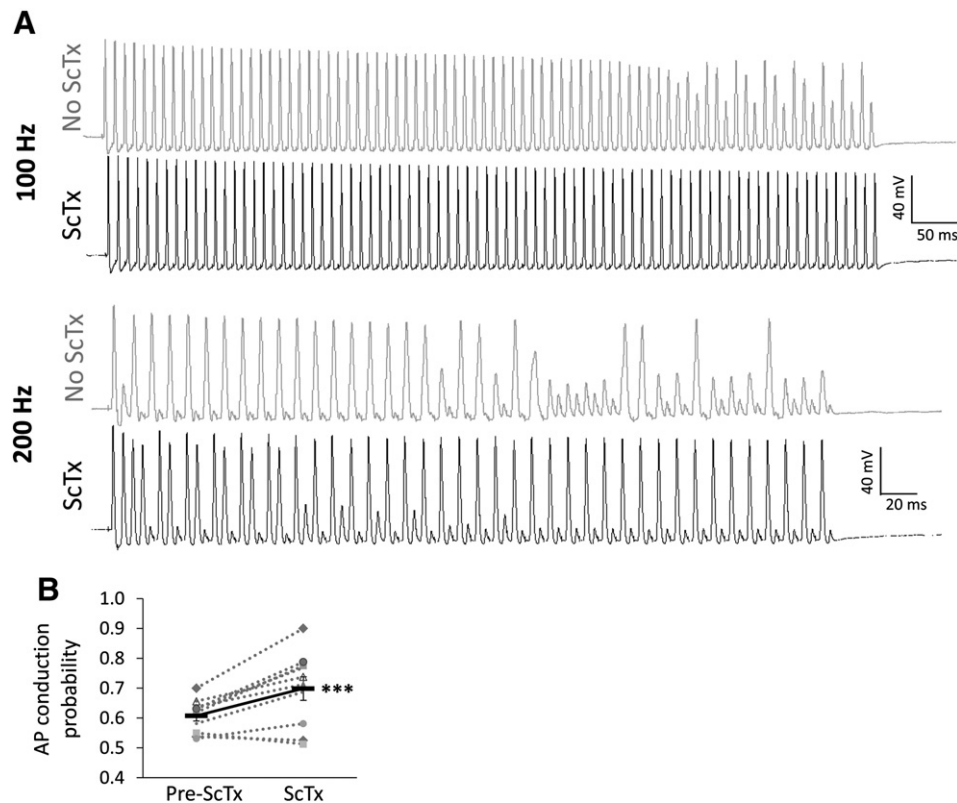 A
100 Hz
No ScTx
ScTx
40 mV
50 ms
200 Hz
No ScTx
ScTx
40 mV
20 ms
B
AP conduction
probability
1.0
0.9
0.8
0.7
0.6
0.5
0.4
***
Pre-ScTx ScTx